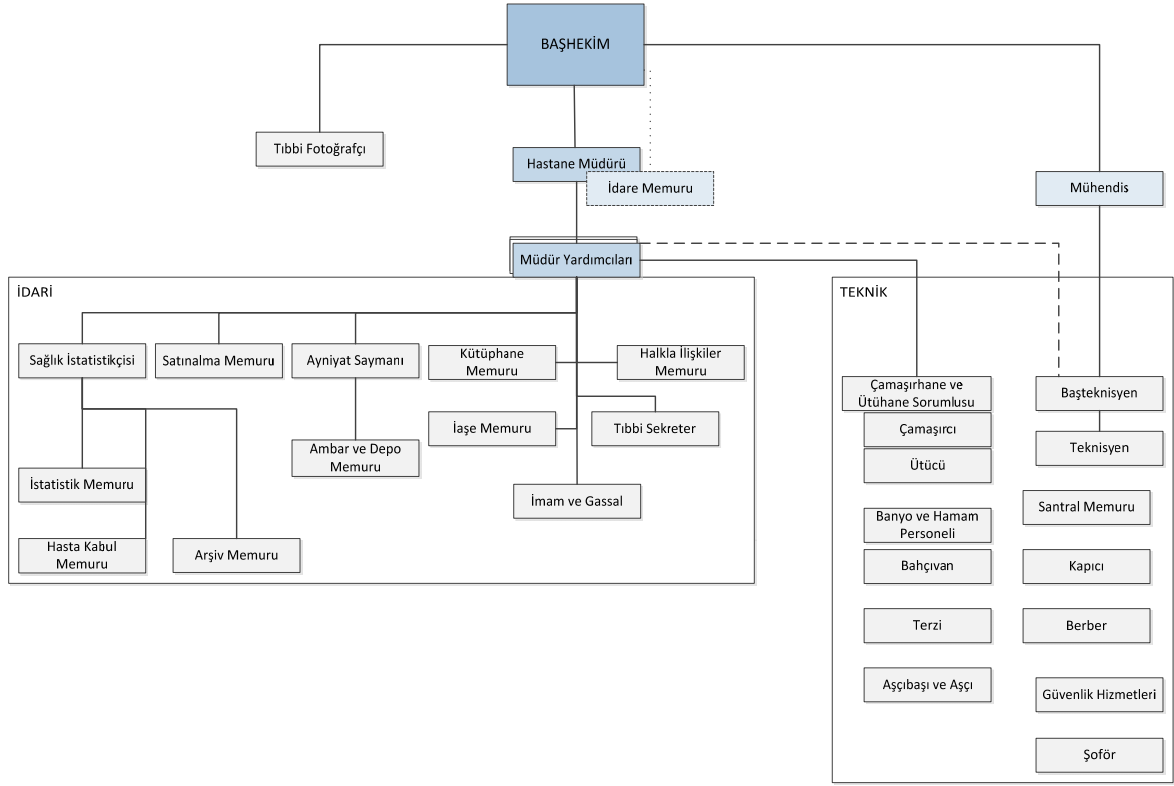 BAŞHEKİM
Tıbbi Fotoğrafçı
Hastane Müdürü
İdare Memuru
Mühendis
Müdür Yardımcıları
İDARİ
Sağlık İstatistikçisi
Satınalma Memuru
Ayniyat Saymanı
Kütüphane
Memuru
Halkla İlişkiler
Memuru
İaşe Memuru
Tıbbi Sekreter
Ambar ve Depo
Memuru
İstatistik Memuru
İmam ve Gassal
Hasta Kabul
Memuru
Arşiv Memuru
TEKNİK
Çamaşırhane ve
Ütühane Sorumlusu
Başteknisyen
Çamaşırcı
Teknisyen
Ütücü
Santral Memuru
Banyo ve Hamam
Personeli
Bahçıvan
Kapıcı
Terzi
Berber
Aşçıbaşı ve Aşçı
Güvenlik Hizmetleri
Şoför